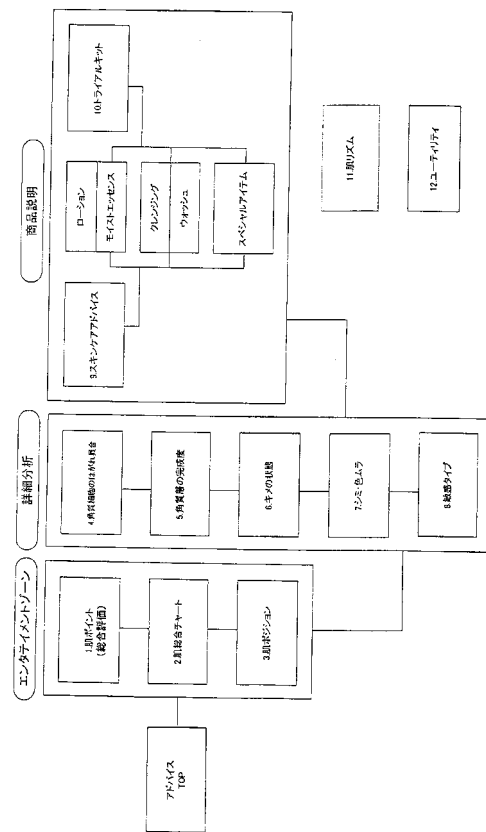 アドバイス
TOP
エンタテイメントゾーン
1.肌ポイント
(総合評価)
2.肌総合チャート
3.肌ポジション
詳細分析
4.角質細胞のはがれ具合
5.角質層の完成度
6.キメの状態
7.シミ・色ムラ
8.敏感タイプ
商品説明
9.スキンケアアドバイス
ローション
モイストエッセンス
クレンジング
ウォッシュ
スペシャルアイテム
10.トライアルキット
11.肌リズム
12.ユーティリティ